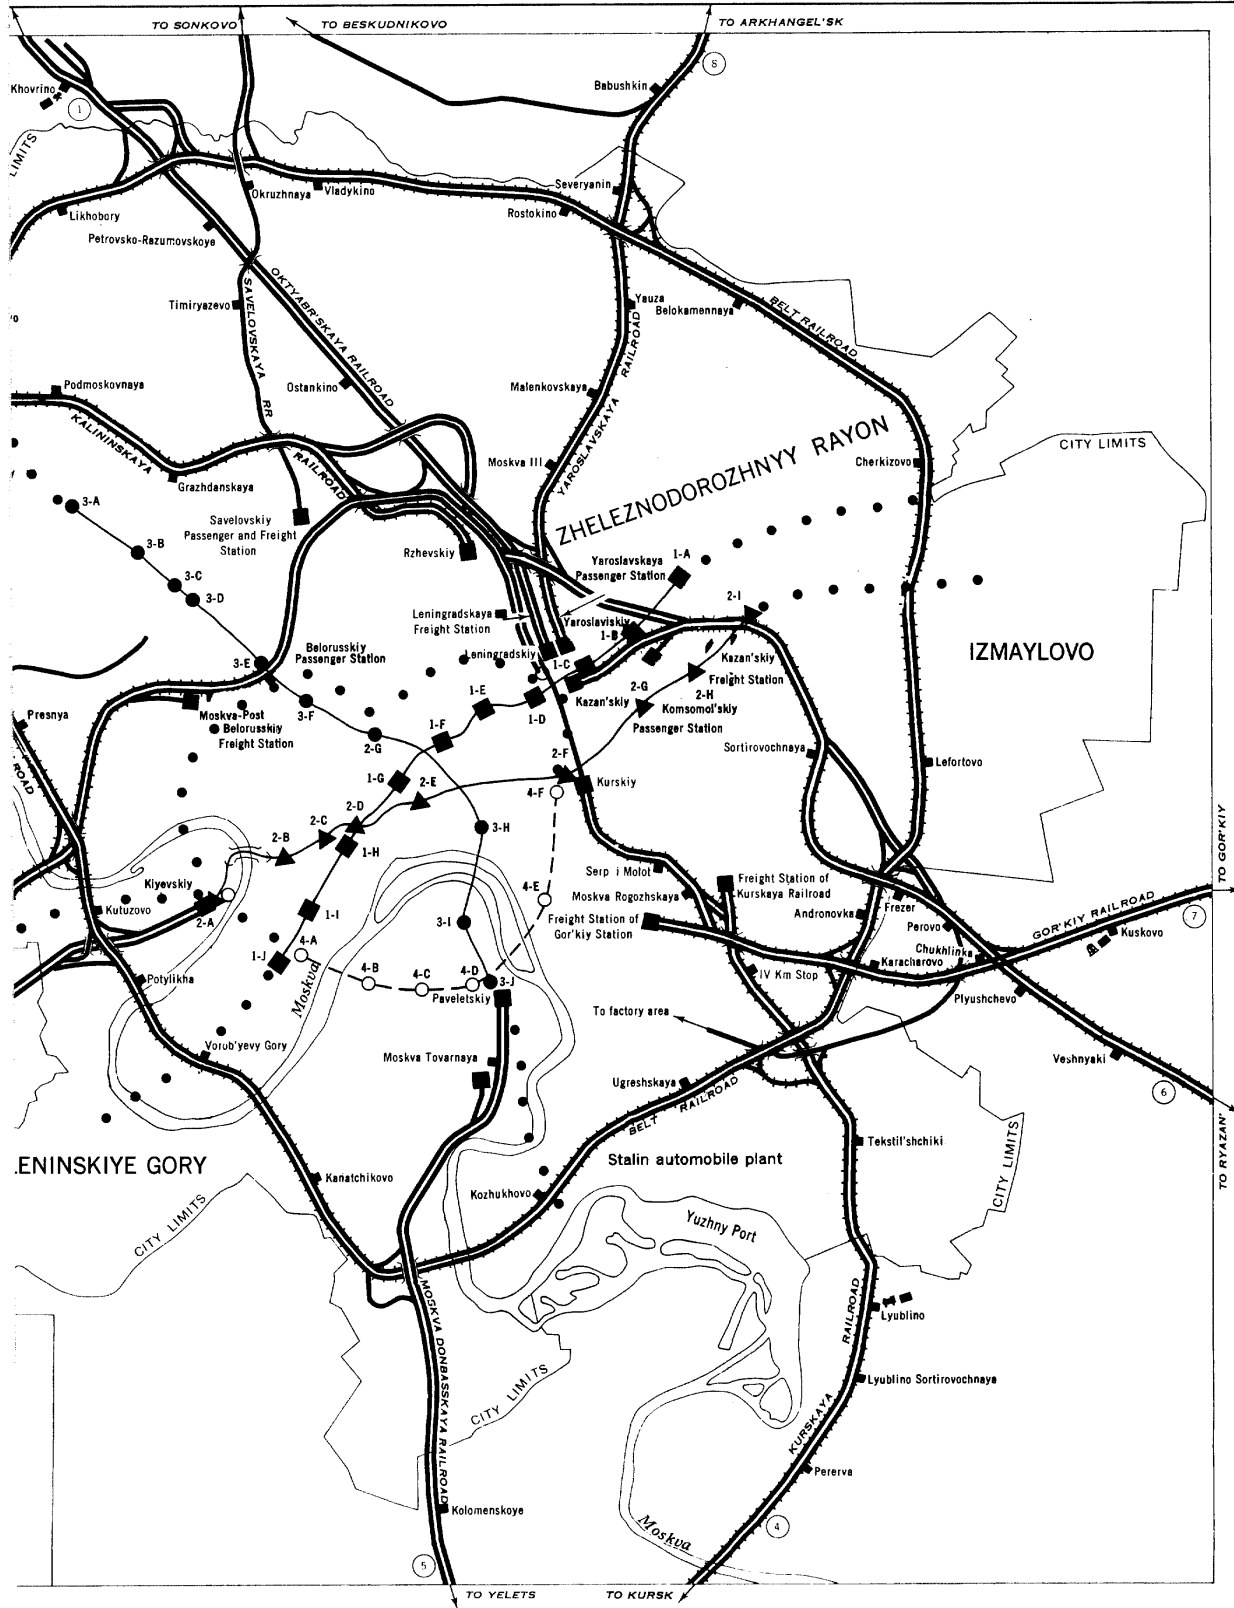 TO SONKOVO
TO BESKUDNIKOVO
TO ARKHANGEL'SK
8
Khovrino
1
Babushkin
LIMITS
Okruzhnaya
Vladykino
Severyanin
Likhobory
Rostokino
Petrovsko-Razumovskoye
SAVELOVSKAYA RR
OKTYABR'SKAYA RAILROAD
Timiryazevo
Yauza
Belokamennaya
BELT RAILROAD
YAROSLAVSKAYA RAILROAD
Podmoskovnaya
Ostankino
Malenkovskaya
KALININSKAYA RAILROAD
Moskva III
ZHELEZNODOROZHNYY RAYON
CITY LIMITS
Cherkizovo
Grazhdanskaya
3-A
Savelovskiy
Passenger and Freight
Station
3-B
Rzhevskiy
Yaroslavskaya
Passenger Station
1-A
3-C
3-D
2-I
Leningradskaya
Freight Station
Yaroslaviskiy
1-B
IZMAYLOVO
Belorusskiy
Passenger Station
Leningradskiy
1-C
3-E
Kazan'skiy
Freight Station
1-E
2-G
2-H
Kazan'skiy
Komsomol'skiy
Passenger Station
Presnya
Moskva-Post
Belorusskiy
Freight Station
3-F
1-D
1-F
2-G
Sortirovochnaya
ROAD
2-F
Lefortovo
1-G
2-E
Kurskiy
4-F
2-D
2-C
3-H
2-B
1-H
TO GOR'KIY
Serp i Molot
Kiyevskiy
4-E
Moskva Rogozhskaya
Freight Station of
Kurskaya Railroad
Frezer
GOR'KIY RAILROAD
7
Kutuzovo
2-A
1-I
3-I
Freight Station of
Gor'kiy Station
Andronovka
Perovo
Kuskovo
4-A
Chukhlinka
1-J
4-B
4-C
4-D
Karacharovo
Potylikha
Moskva
3-J
IV Km Stop
Paveletskiy
Plyushchevo
To factory area
Vorob'yevy Gory
Moskva Tovarnaya
Veshnyaki
Ugreshskaya
6
BELT RAILROAD
Tekstil'shchiki
CITY LIMITS
TO RYAZAN'
.ENINSKIYE GORY
Stalin automobile plant
Kanatchikovo
Kozhukhovo
CITY LIMITS
Yuzhny Port
MOSKVA DONBASSKAYA RAILROAD
Lyublino
CITY LIMITS
KURSKAYA RAILROAD
Lyublino Sortirovochnaya
Pererva
Kolomenskoye
Moskva
4
5
TO YELETS
TO KURSK